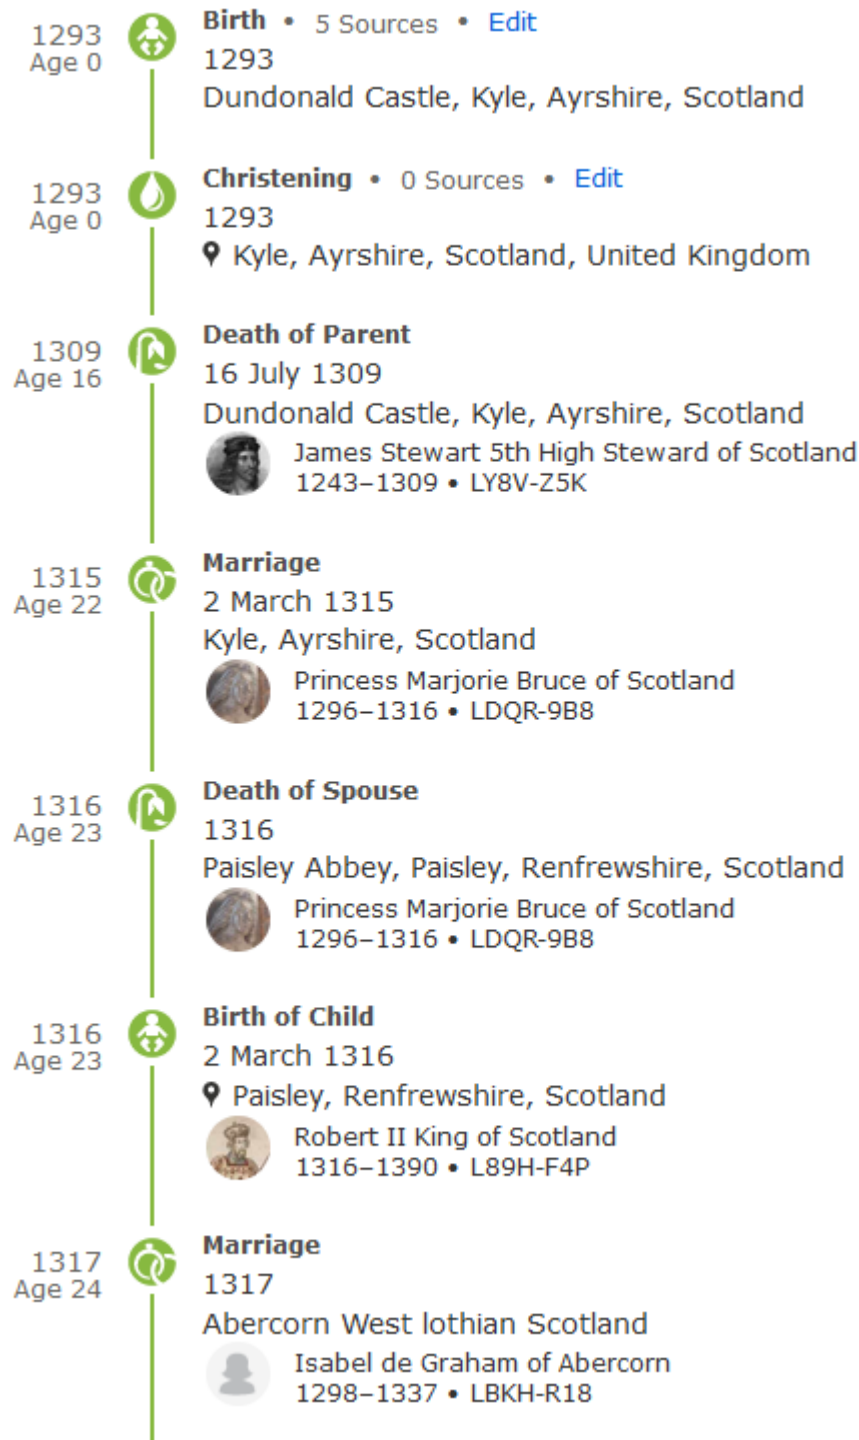 1293
Age 0
Birth • 5 Sources • Edit
1293
Dundonald Castle, Kyle, Ayrshire, Scotland
1293
Age 0
Christening • 0 Sources • Edit
1293
Kyle, Ayrshire, Scotland, United Kingdom
1309
Age 16
Death of Parent
16 July 1309
Dundonald Castle, Kyle, Ayrshire, Scotland
James Stewart 5th High Steward of Scotland
1243–1309 • LY8V-Z5K
1315
Age 22
Marriage
2 March 1315
Kyle, Ayrshire, Scotland
Princess Marjorie Bruce of Scotland
1296–1316 • LDQR-9B8
1316
Age 23
Death of Spouse
1316
Paisley Abbey, Paisley, Renfrewshire, Scotland
Princess Marjorie Bruce of Scotland
1296–1316 • LDQR-9B8
1316
Age 23
Birth of Child
2 March 1316
Paisley, Renfrewshire, Scotland
Robert II King of Scotland
1316–1390 • L89H-F4P
1317
Age 24
Marriage
1317
Abercorn West lothian Scotland
Isabel de Graham of Abercorn
1298–1337 • LBKH-R18